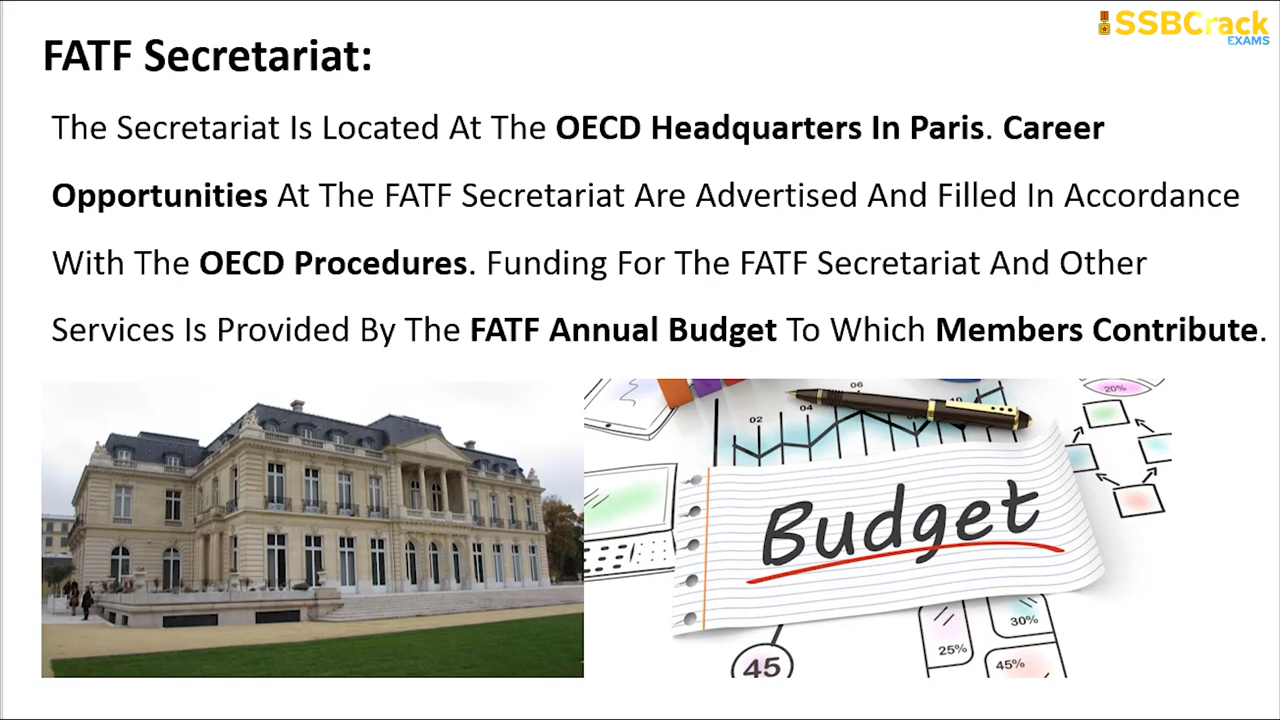 SSBCrack
EXAMS
FATF Secretariat:
The Secretariat Is Located At The OECD Headquarters In Paris. Career
Opportunities At The FATF Secretariat Are Advertised And Filled In Accordance
With The OECD Procedures. Funding For The FATF Secretariat And Other
Services Is Provided By The FATF Annual Budget To Which Members Contribute.
06
20%
02
04
10
Budget
30%
25%
45%
45